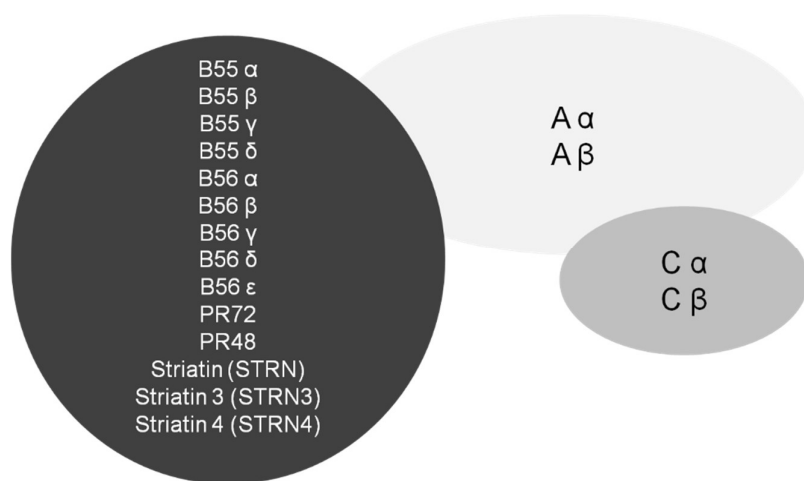 B55 α
B55 β
B55 γ
B55 δ
B56 α
B56 β
B56 γ
B56 δ
B56 ε
PR72
PR48
Striatin (STRN)
Striatin 3 (STRN3)
Striatin 4 (STRN4)
A α
A β
C α
C β